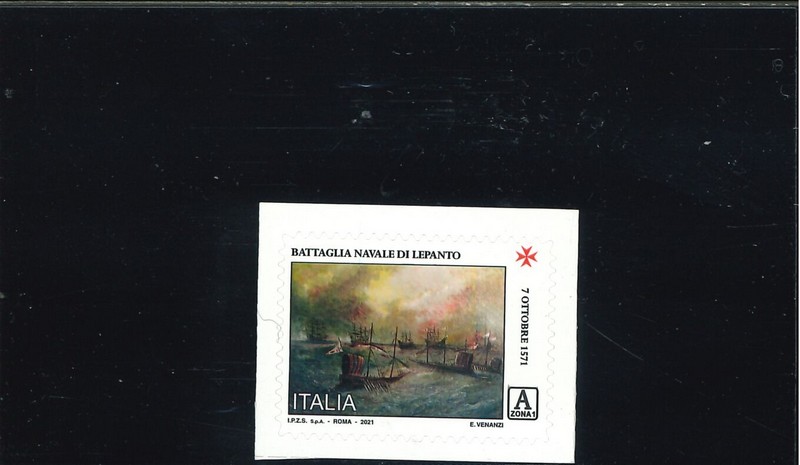 BATTAGLIA NAVALE DI LEPANTO
7 OTTOBRE 1571
ITALIA
A
ZONA 1
I.P.Z.S. S.p.A. - ROMA - 2021
E. VENANZI